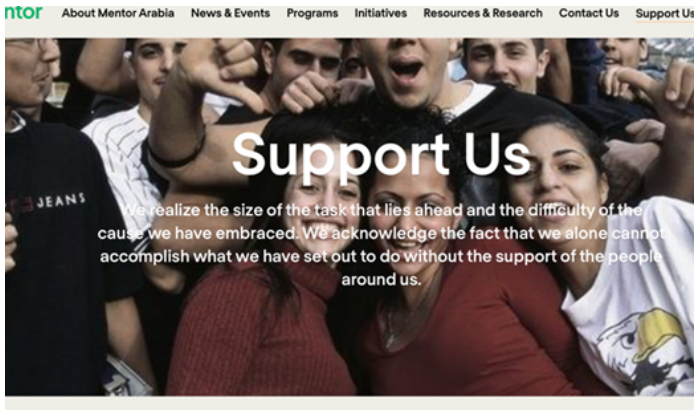 ntor About Mentor Arabia News & Events Programs Initiatives Resources & Research Contact Us Support Us
Support Us
We realize the size of the task that lies ahead and the difficulty of the
cause we have embraced. We acknowledge the fact that we alone cannot
accomplish what we have set out to do without the support of the people
around us.
JEANS